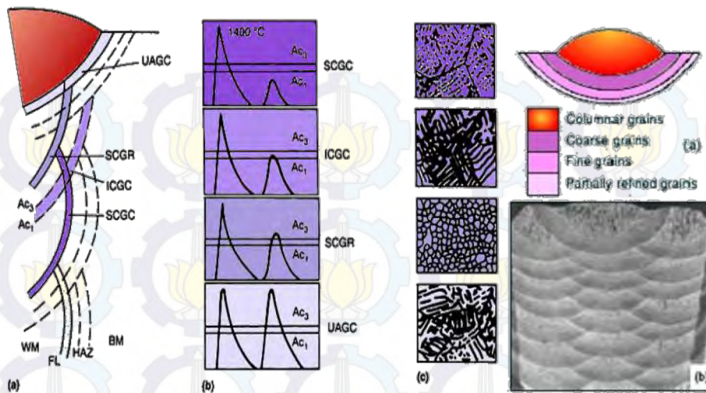 UAGC
SCGR
ICGC
Ac3
SCGC
Ac1
WM
FL
HAZ
BM
(a)
1400 °C
Ac3
SCGC
Ac1
Ac3
ICGC
Ac1
Ac3
SCGR
Ac1
Ac3
UAGC
Ac1
(b)
(c)
Columnar grains
Coarse grains
(a)
Fine grains
Partially refined grains
(b)